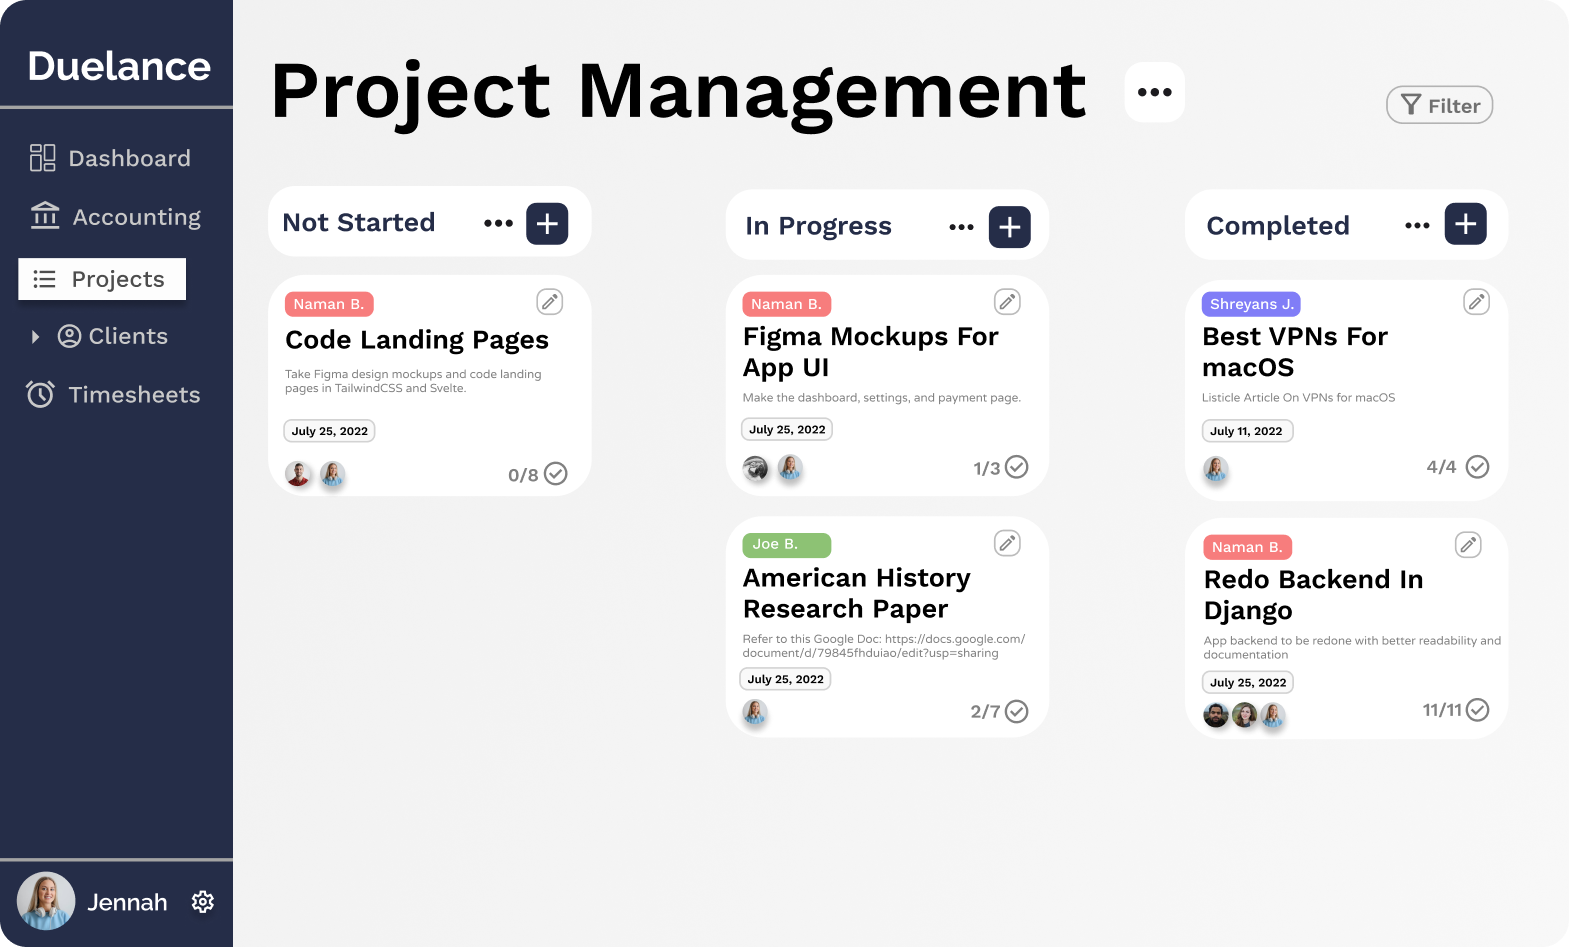 Duelance
Dashboard
Accounting
Projects
Clients
Timesheets
Jennah
Project Management
Filter
Not Started
Naman B.
Code Landing Pages
Take Figma design mockups and code landing
pages in TailwindCSS and Svelte.
July 25, 2022
0/8
In Progress
Naman B.
Figma Mockups For
App UI
Make the dashboard, settings, and payment page.
July 25, 2022
1/3
Joe B.
American History
Research Paper
Refer to this Google Doc: https://docs.google.com/
document/d/79845fhduiao/edit?usp=sharing
July 25, 2022
2/7
Completed
Shreyans J.
Best VPNs For
macOS
Listicle Article On VPNs for macOS
July 11, 2022
4/4
Naman B.
Redo Backend In
Django
App backend to be redone with better readability and
documentation
July 25, 2022
11/11